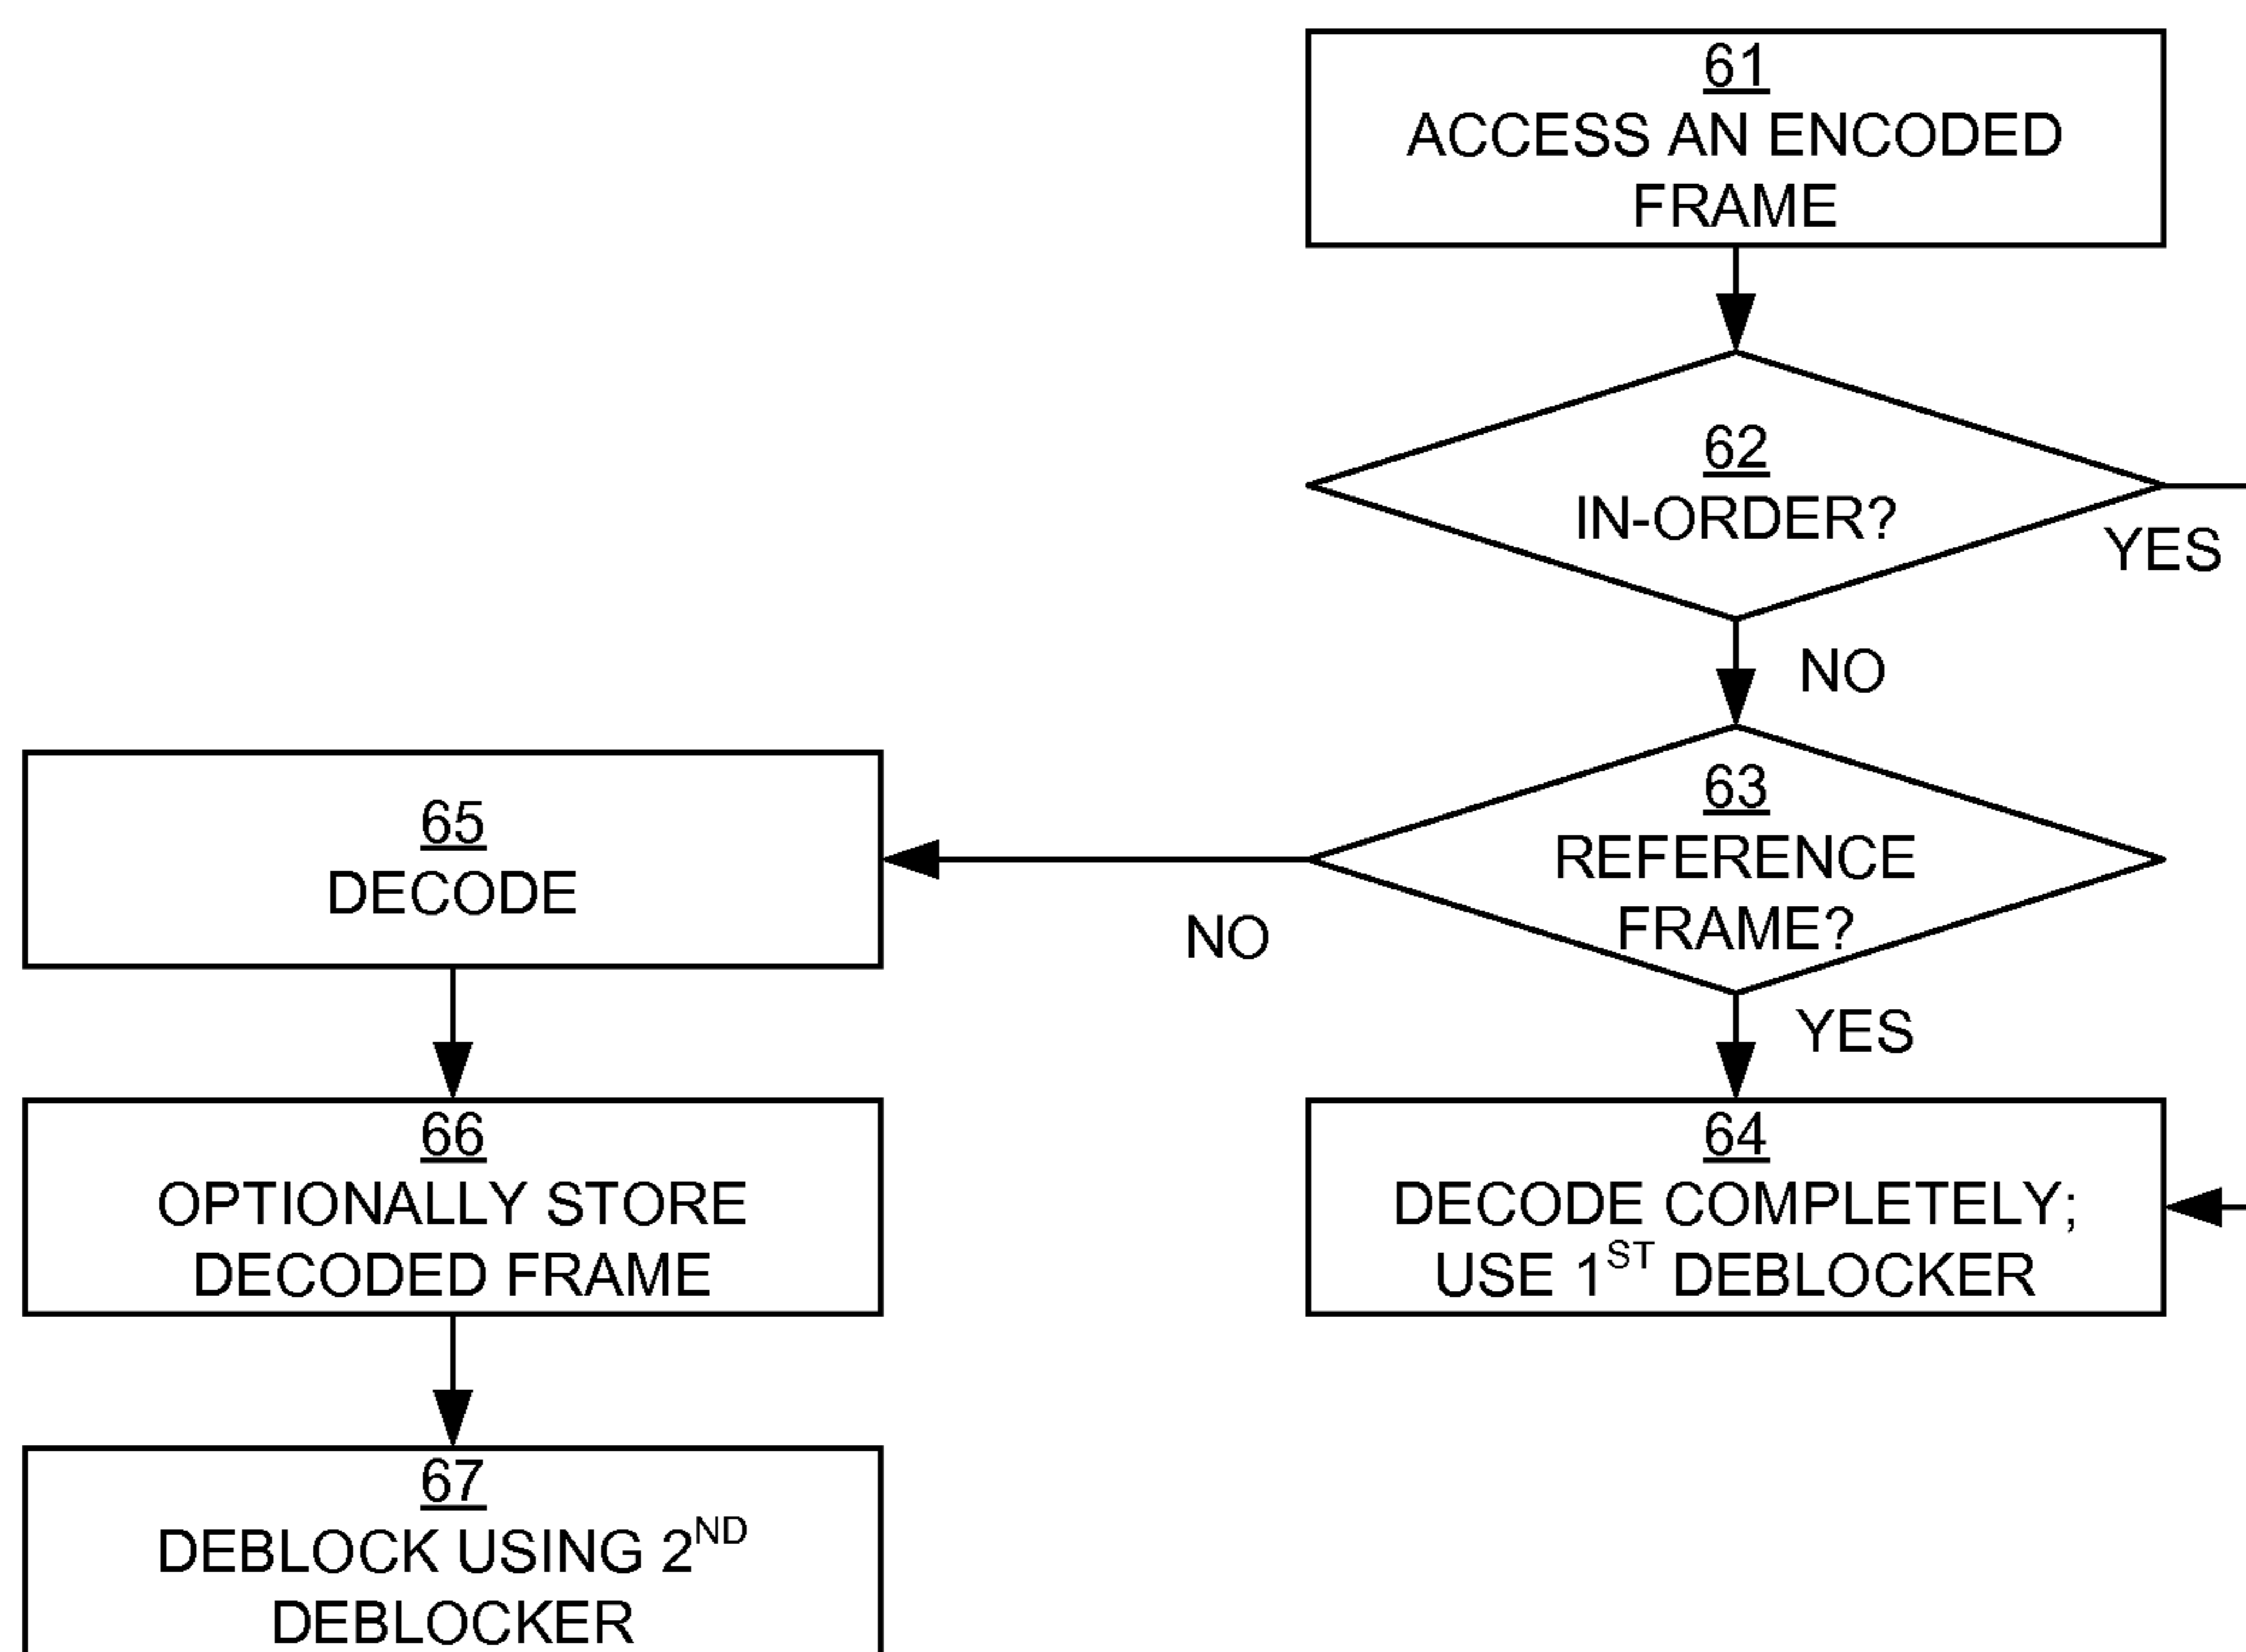 61
ACCESS AN ENCODED
FRAME
62
IN-ORDER?
YES
NO
63
REFERENCE
FRAME?
NO
YES
65
DECODE
66
OPTIONALLY STORE
DECODED FRAME
64
DECODE COMPLETELY;
USE 1ST DEBLOCKER
67
DEBLOCK USING 2ND
DEBLOCKER